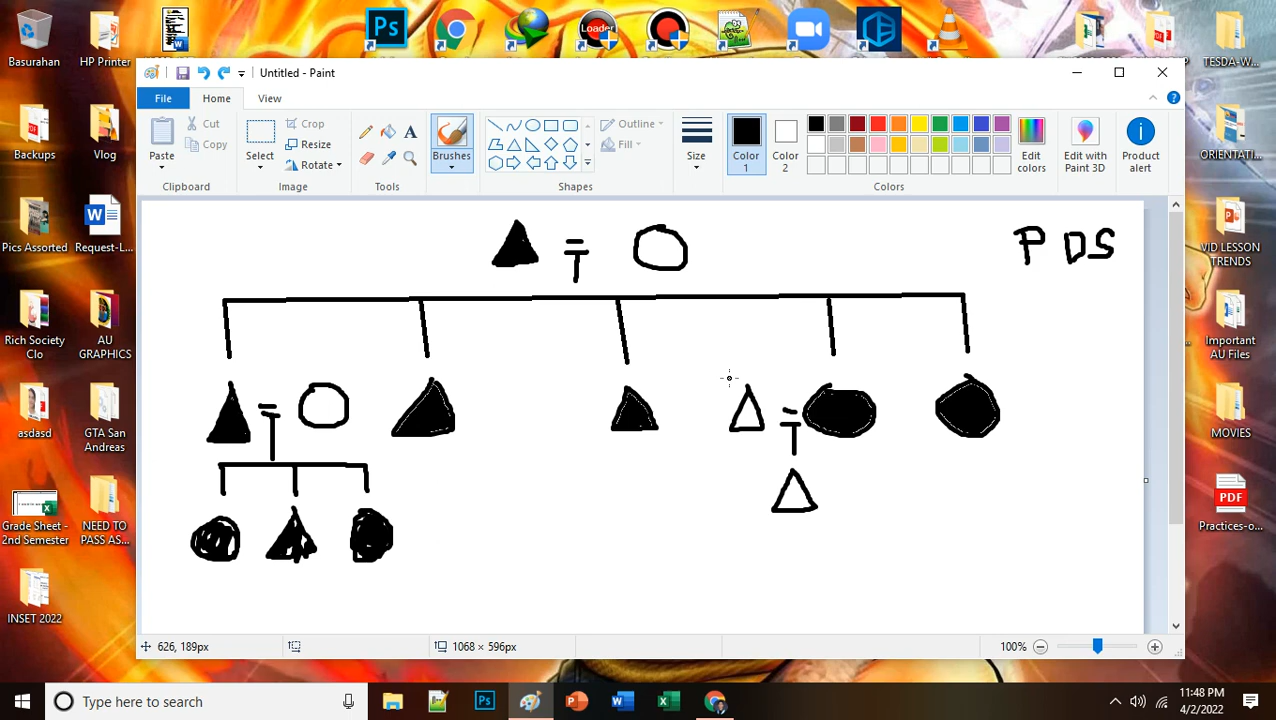 Basurahan
HP Printer
Loader
TESDA-W...
Untitled - Paint
File
Home
View
Paste
Cut
Copy
Clipboard
Select
Crop
Resize
Rotate
Image
Tools
Brushes
Outline
Fill
Shapes
Size
Color 1
Color 2
Edit colors
Edit with Paint 3D
Product alert
Colors
Backups
Vlog
ORIENTATI...
Pics Assorted
Request-L...
VID LESSON TRENDS
Rich Society Clo
AU GRAPHICS
Important AU Files
asdasd
GTA San Andreas
MOVIES
Grade Sheet - 2nd Semester
NEED TO PASS AS...
Practices-o...
INSET 2022
P DS
626, 189px
1068 × 596px
100%
Type here to search
11:48 PM
4/2/2022